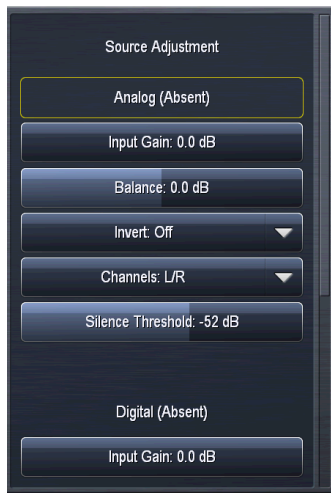 Source Adjustment
Analog (Absent)
Input Gain: 0.0 dB
Balance: 0.0 dB
Invert: Off
Channels: L/R
Silence Threshold: -52 dB
Digital (Absent)
Input Gain: 0.0 dB